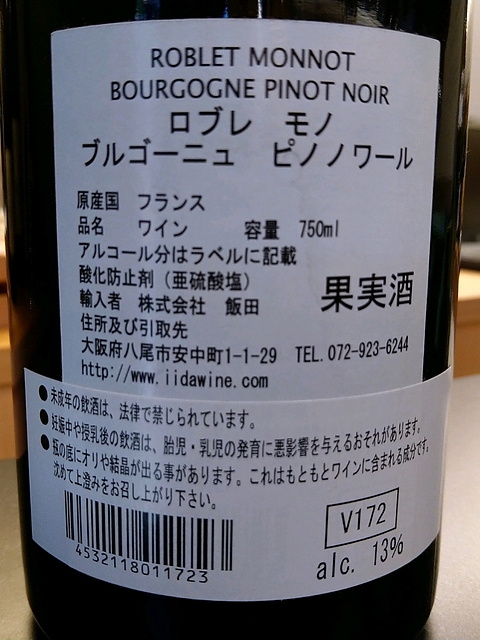 ROBLET MONNOT
BOURGOGNE PINOT NOIR
ロブレ　モノ
ブルゴーニュ　ピノノワール
原産国　フランス
品名　ワイン　容量　750ml
アルコール分はラベルに記載
酸化防止剤（亜硫酸塩）
果実酒
輸入者　株式会社　飯田
住所及び引取先
大阪府八尾市安中町1-1-29　TEL.072-923-6244
http://www.iidawine.com
●未成年の飲酒は、法律で禁じられています。
●妊娠中や授乳後の飲酒は、胎児・乳児の発育に悪影響を与えるおそれがあります。
●瓶の底にオリや結晶が出る事があります。これはもともとワインに含まれる成分です。
沈めて上澄みをお召し上がり下さい。
V172
4532118011723
alc. 13%